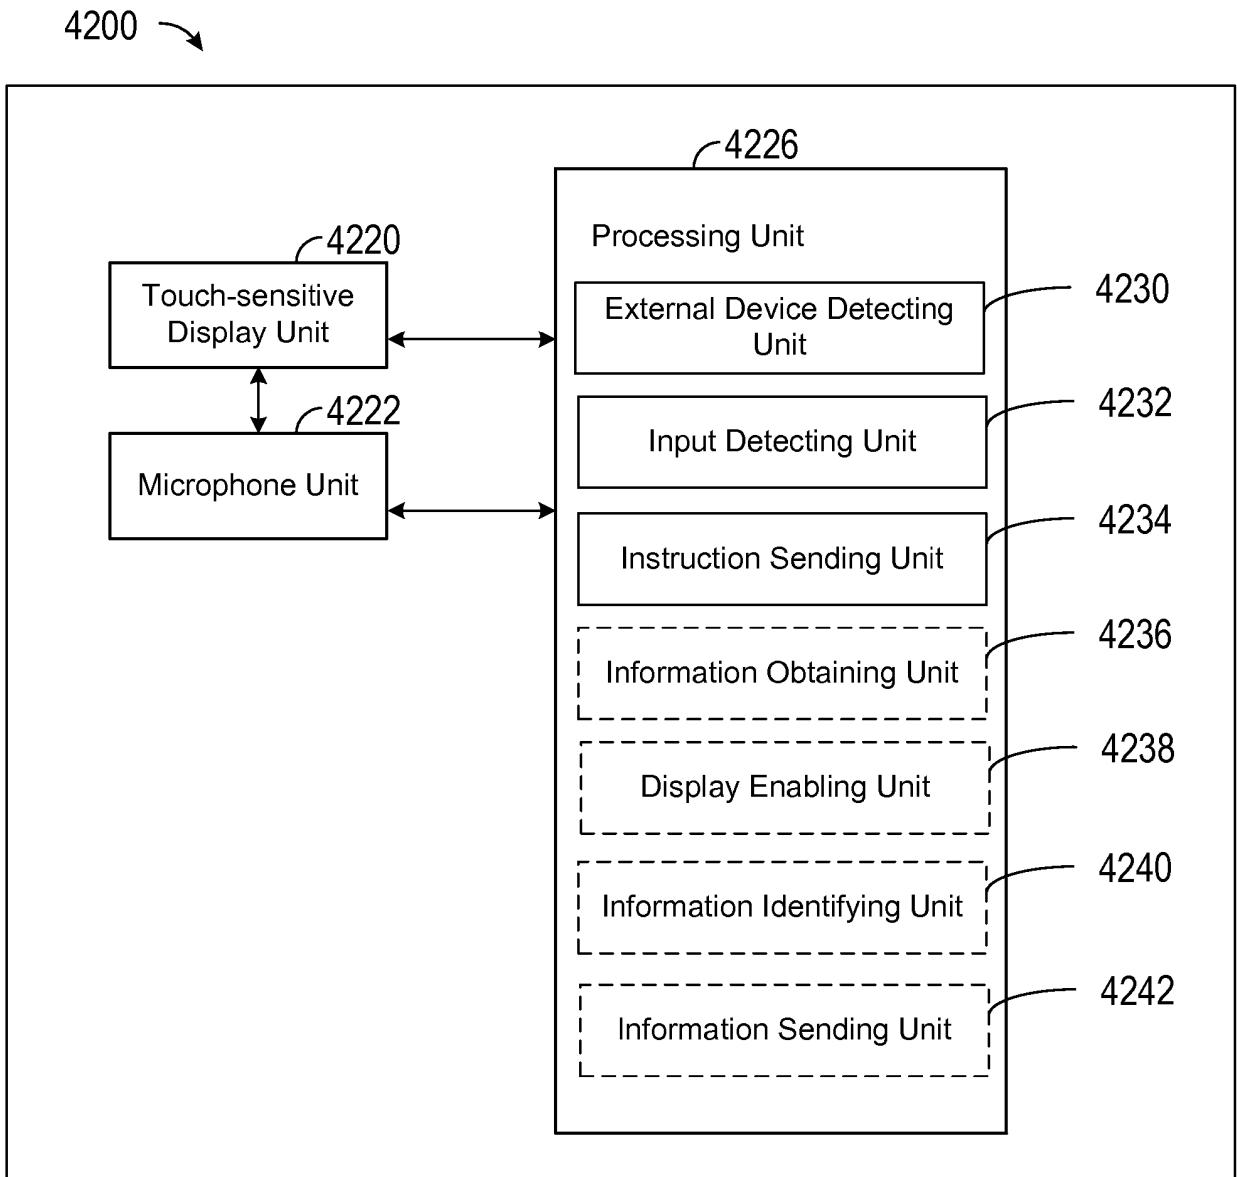 4200
4226
Processing Unit
4220
Touch-sensitive
Display Unit
4222
Microphone Unit
External Device Detecting
Unit
4230
Input Detecting Unit
4232
Instruction Sending Unit
4234
Information Obtaining Unit
4236
Display Enabling Unit
4238
Information Identifying Unit
4240
Information Sending Unit
4242